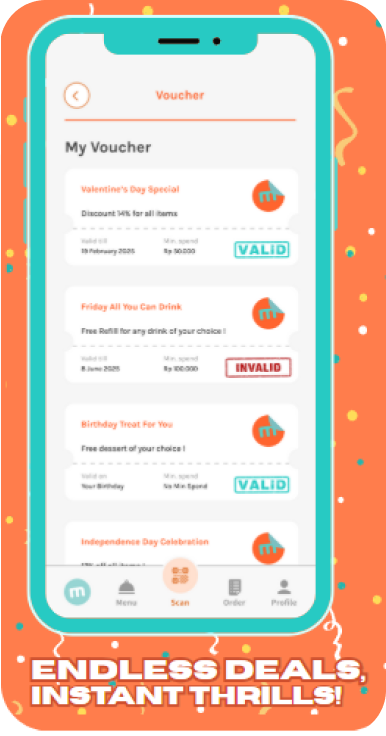 Voucher
My Voucher
Valentine's Day Special
Discount 14% for all items
Valid till
Min. spend
19 February 2025
Rp 50.000
VALID
Friday All You Can Drink
Free Refill for any drink of your choice !
Valid till
Min. spend
8 June 2025
Rp 100.000
INVALID
Birthday Treat For You
Free dessert of your choice !
Valid on
Min. spend
Your Birthday
No Min Spend
VALID
Independence Day Celebration
17% off all items !
m
Menu
Scan
Order
Profile
ENDLESS DEALS,
INSTANT THRILLS!